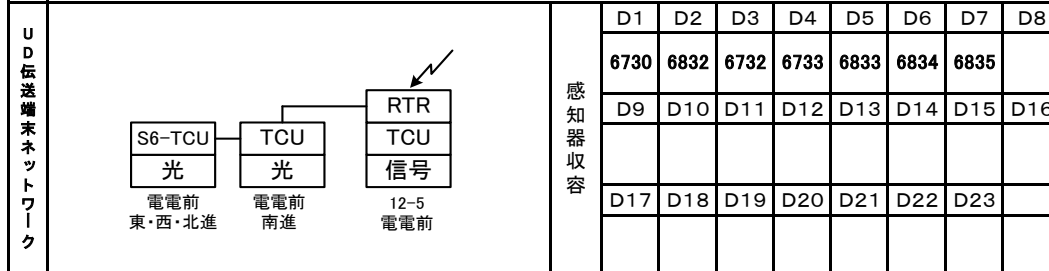 UD伝送端末ネットワーク
RTR
S6-TCU TCU TCU
光 光 信号
電電前 電電前 12-5
東・西・北進 南進 電電前
感知器収容
D1 D2 D3 D4 D5 D6 D7 D8
6730 6832 6732 6733 6833 6834 6835
D9 D10 D11 D12 D13 D14 D15 D16
D17 D18 D19 D20 D21 D22 D23